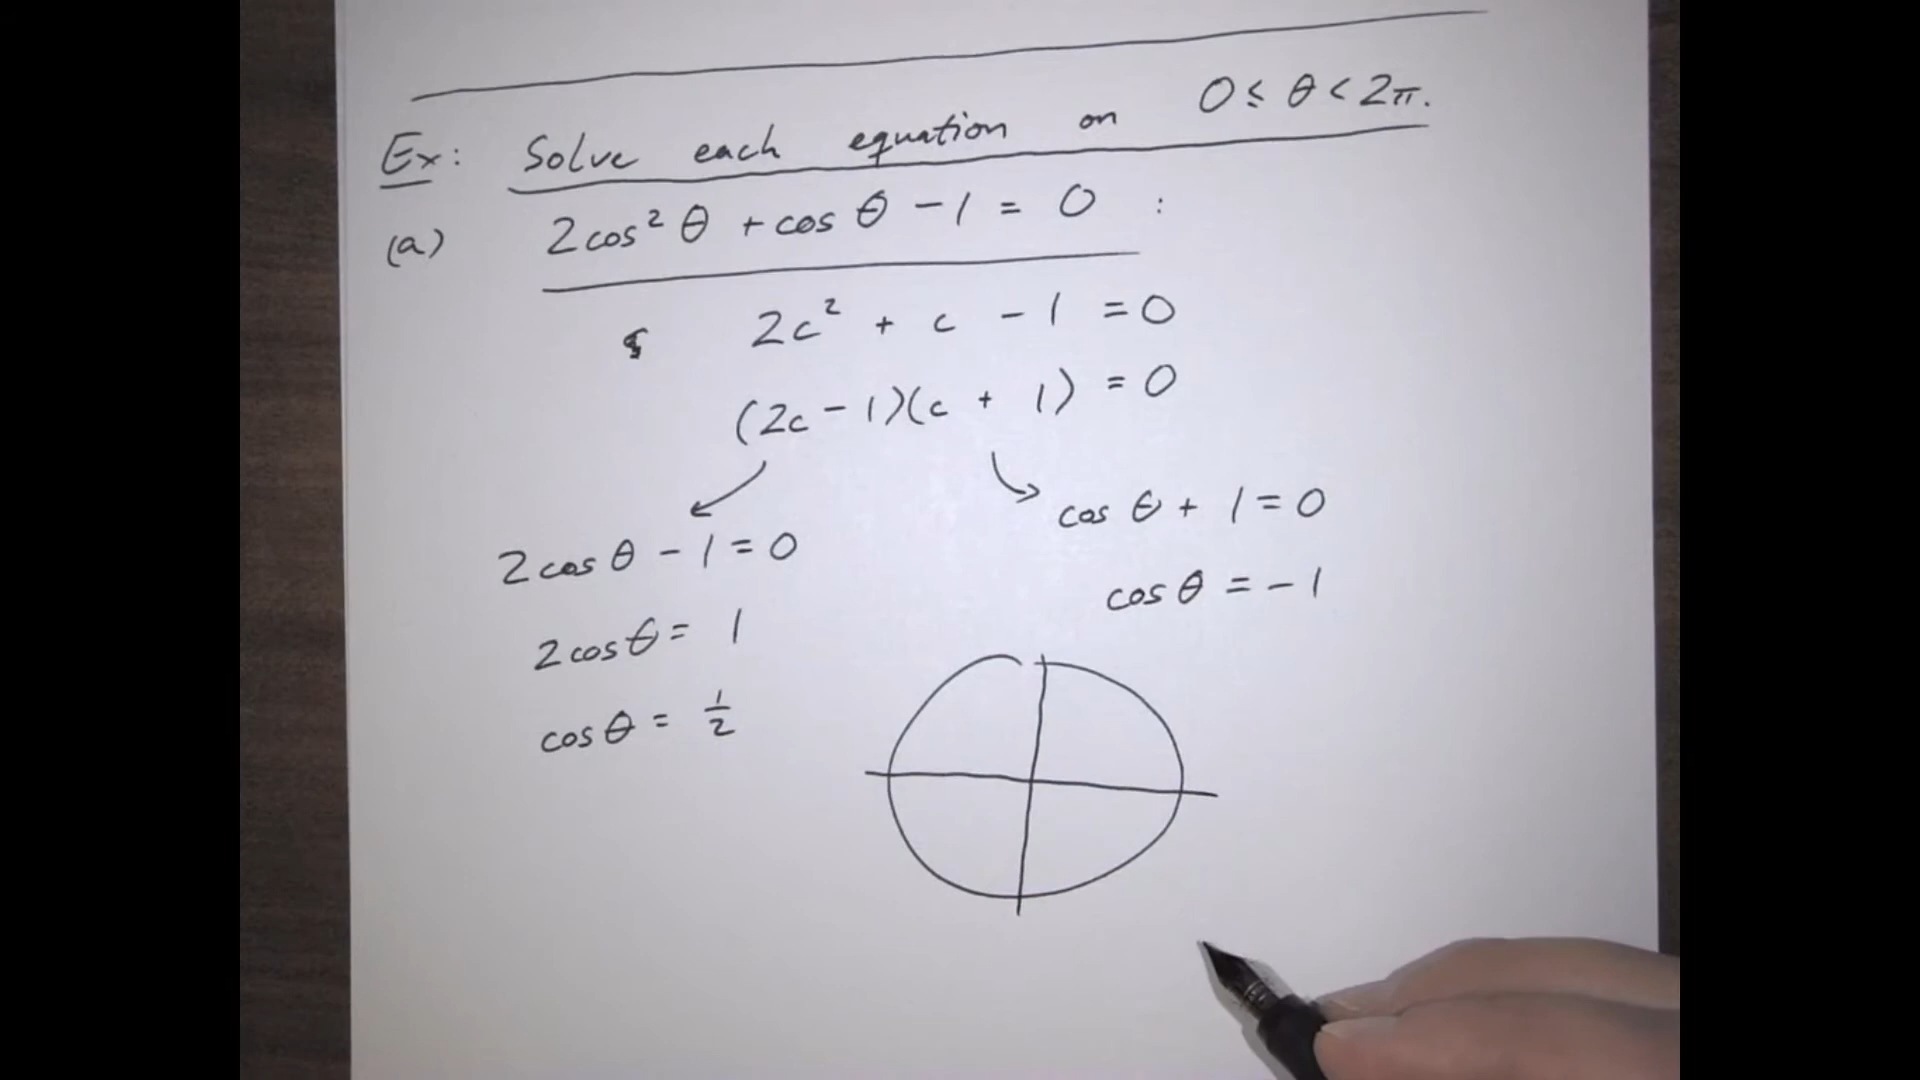 Ex: Solve each equation on 0 ≤ θ < 2π.
(a) 2cos²θ + cos θ − 1 = 0 :
2c² + c − 1 = 0
(2c − 1)(c + 1) = 0
2cos θ − 1 = 0
2cos θ = 1
cos θ = 1/2
cos θ + 1 = 0
cos θ = −1